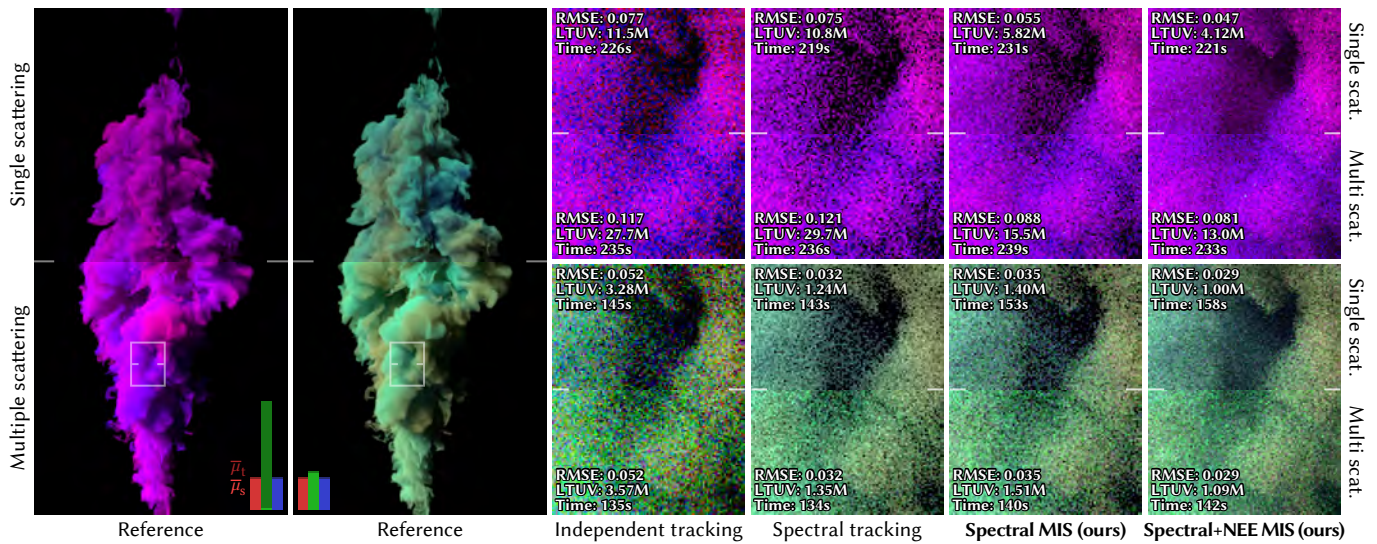 Single scattering
Multiple scattering
μ̅t
μ̅s
Reference
Reference
RMSE: 0.077
LTUV: 11.5M
Time: 226s
RMSE: 0.075
LTUV: 10.8M
Time: 219s
RMSE: 0.055
LTUV: 5.82M
Time: 231s
RMSE: 0.047
LTUV: 4.12M
Time: 221s
Single scat.
RMSE: 0.117
LTUV: 27.7M
Time: 235s
RMSE: 0.121
LTUV: 29.7M
Time: 236s
RMSE: 0.088
LTUV: 15.5M
Time: 239s
RMSE: 0.081
LTUV: 13.0M
Time: 233s
Multi scat.
RMSE: 0.052
LTUV: 3.28M
Time: 145s
RMSE: 0.032
LTUV: 1.24M
Time: 143s
RMSE: 0.035
LTUV: 1.40M
Time: 153s
RMSE: 0.029
LTUV: 1.00M
Time: 158s
Single scat.
RMSE: 0.052
LTUV: 3.57M
Time: 135s
RMSE: 0.032
LTUV: 1.35M
Time: 134s
RMSE: 0.035
LTUV: 1.51M
Time: 140s
RMSE: 0.029
LTUV: 1.09M
Time: 142s
Multi scat.
Independent tracking
Spectral tracking
Spectral MIS (ours)
Spectral+NEE MIS (ours)